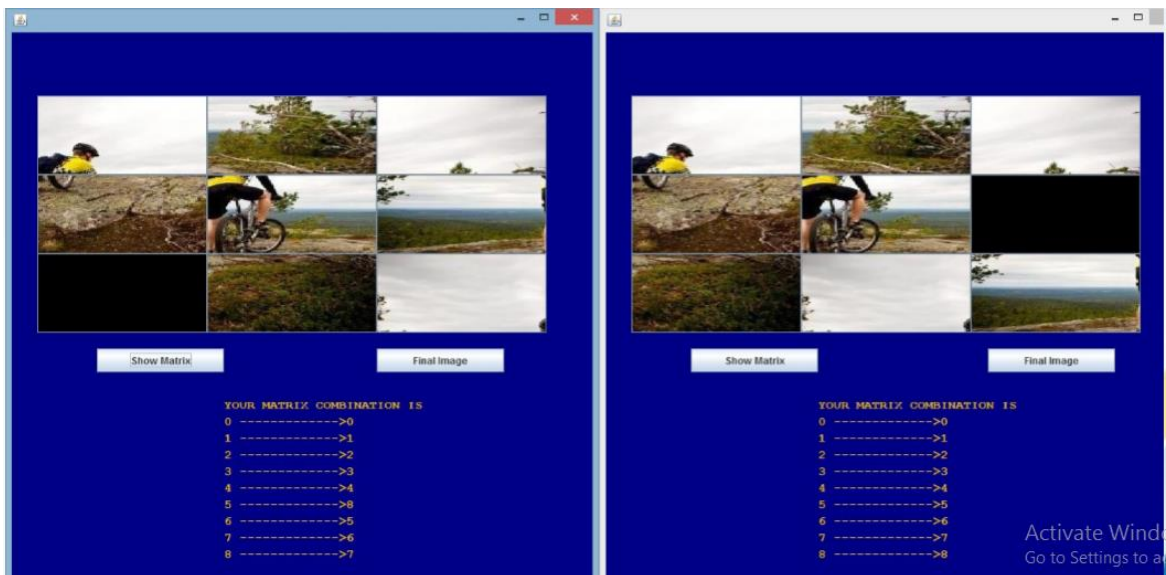 Show Matrix
Final Image
YOUR MATRIX COMBINATION IS
0 ------------->0
1 ------------->1
2 ------------->2
3 ------------->3
4 ------------->4
5 ------------->8
6 ------------->5
7 ------------->6
8 ------------->7
Show Matrix
Final Image
YOUR MATRIX COMBINATION IS
0 ------------->0
1 ------------->1
2 ------------->2
3 ------------->3
4 ------------->4
5 ------------->5
6 ------------->6
7 ------------->7
8 ------------->8
Activate Wind
Go to Settings to a